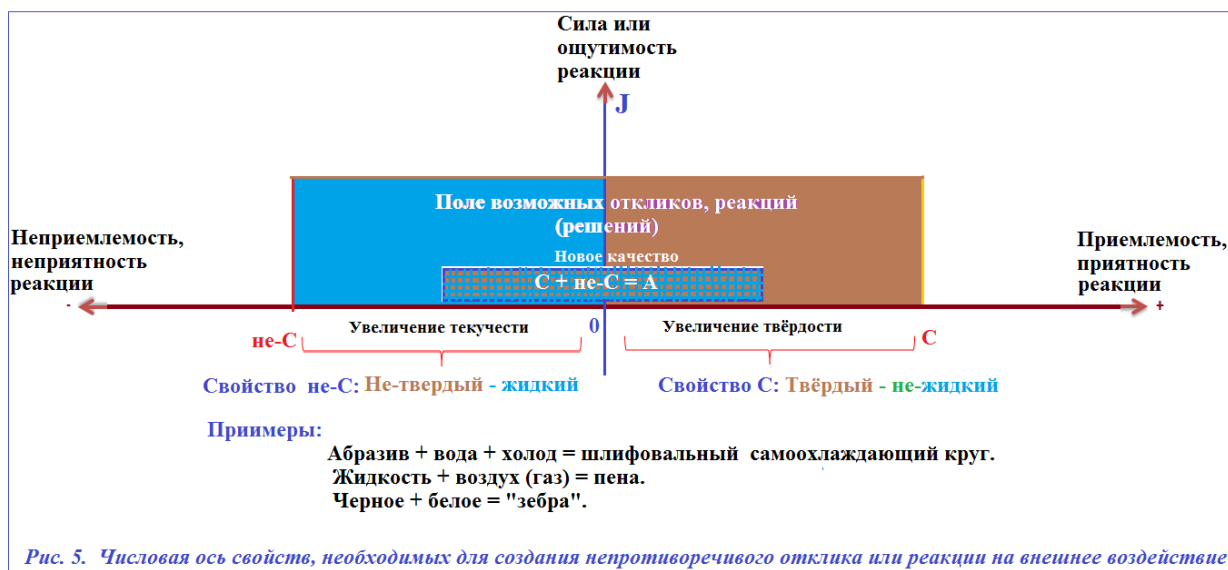 Сила или
ощутимость
реакции
J
Поле возможных откликов, реакций
(решений)
Неприемлемость,
неприятность
реакции
Приемлемость,
приятность
реакции
Новое качество
С + не-С = А
-
+
не-С
Увеличение текучести
0
Увеличение твёрдости
С
Свойство не-С: Не-твердый - жидкий
Свойство С: Твёрдый - не-жидкий
Приимеры:
Абразив + вода + холод = шлифовальный самоохлаждающий круг.
Жидкость + воздух (газ) = пена.
Черное + белое = "зебра".
Рис. 5. Числовая ось свойств, необходимых для создания непротиворечивого отклика или реакции на внешнее воздействие